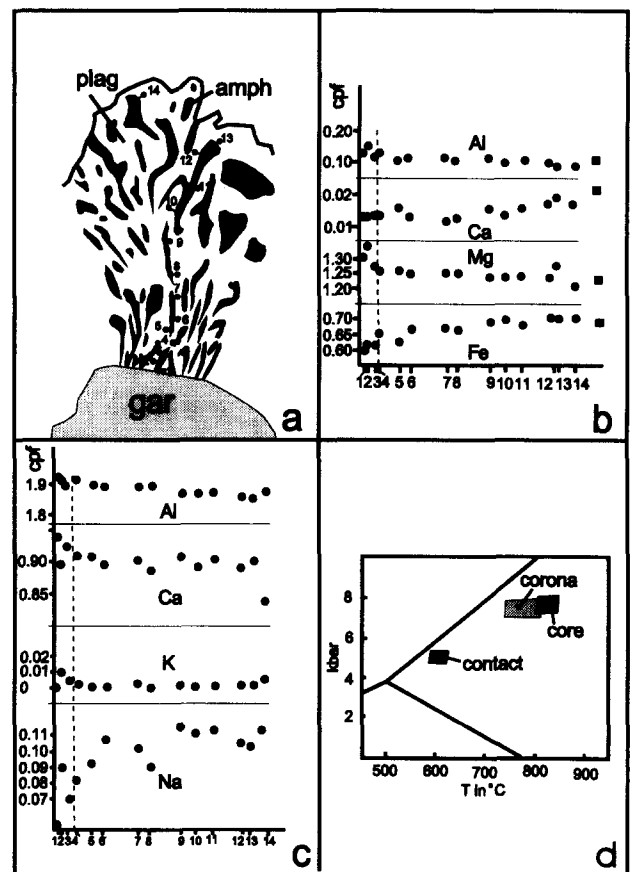 plag
14
amph
13
12
11
10
9
8
7
6
5
4
gar
a
cpf
0.20
Al
0.10
0.02
0.01
Ca
Mg
1.30
1.25
1.20
0.70
0.65
0.60
Fe
1234 5 6 78 9 10 11 12 13 14
b
cpf
1.9
1.8
Al
0.90
Ca
0.85
K
0.02
0.01
0
0.11
0.10
0.09
0.08
0.07
Na
1234 5 6 7 8 9 10 11 12 13 14
c
corona
core
contact
kbar
8
6
4
2
500 600 700 800 900
T in °C
d